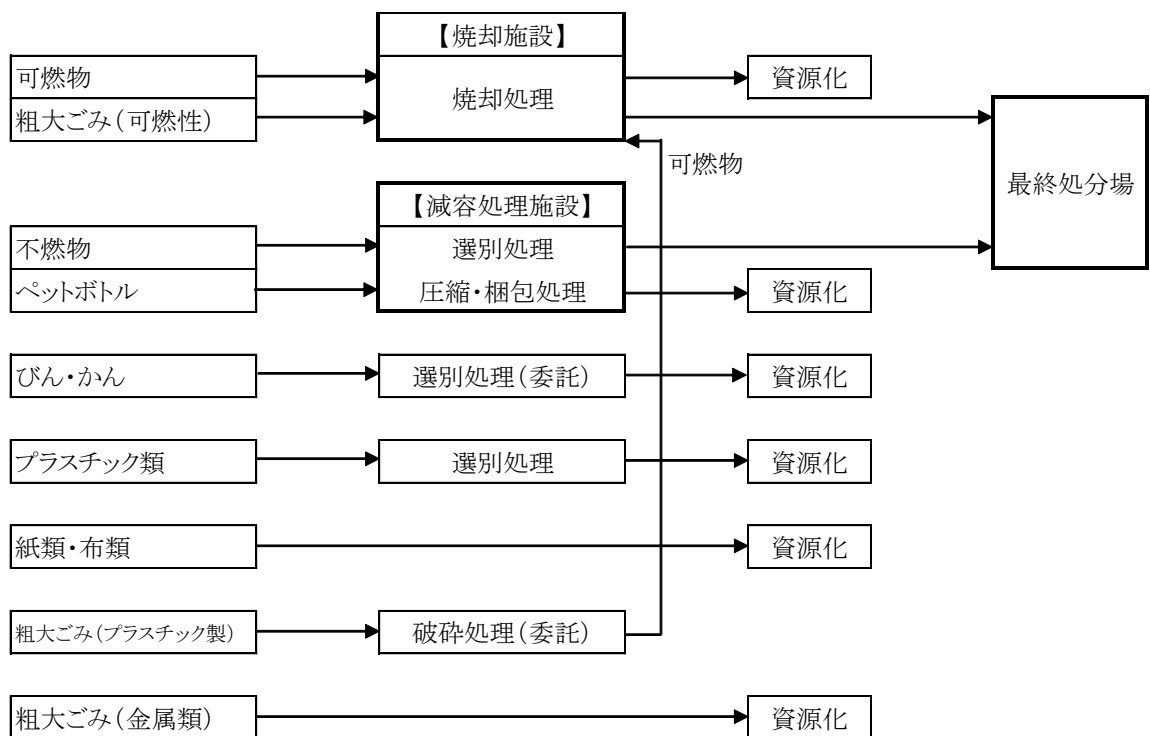 【焼却施設】
可燃物
焼却処理
資源化
粗大ごみ(可燃性)
可燃物
最終処分場
【減容処理施設】
不燃物
選別処理
ペットボトル
圧縮・梱包処理
資源化
びん・かん
選別処理(委託)
資源化
プラスチック類
選別処理
資源化
紙類・布類
資源化
粗大ごみ(プラスチック製)
破砕処理(委託)
粗大ごみ(金属類)
資源化